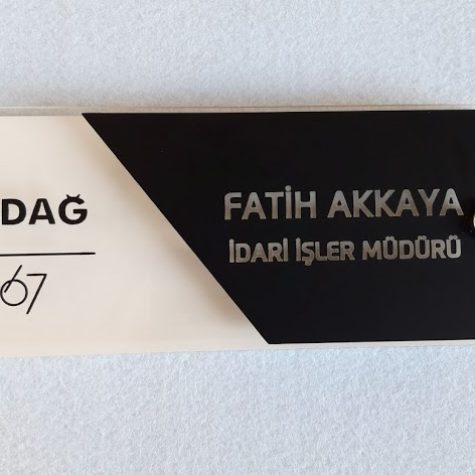 DAĞ
67
FATİH AKKAYA
İDARİ İŞLER MÜDÜRÜ